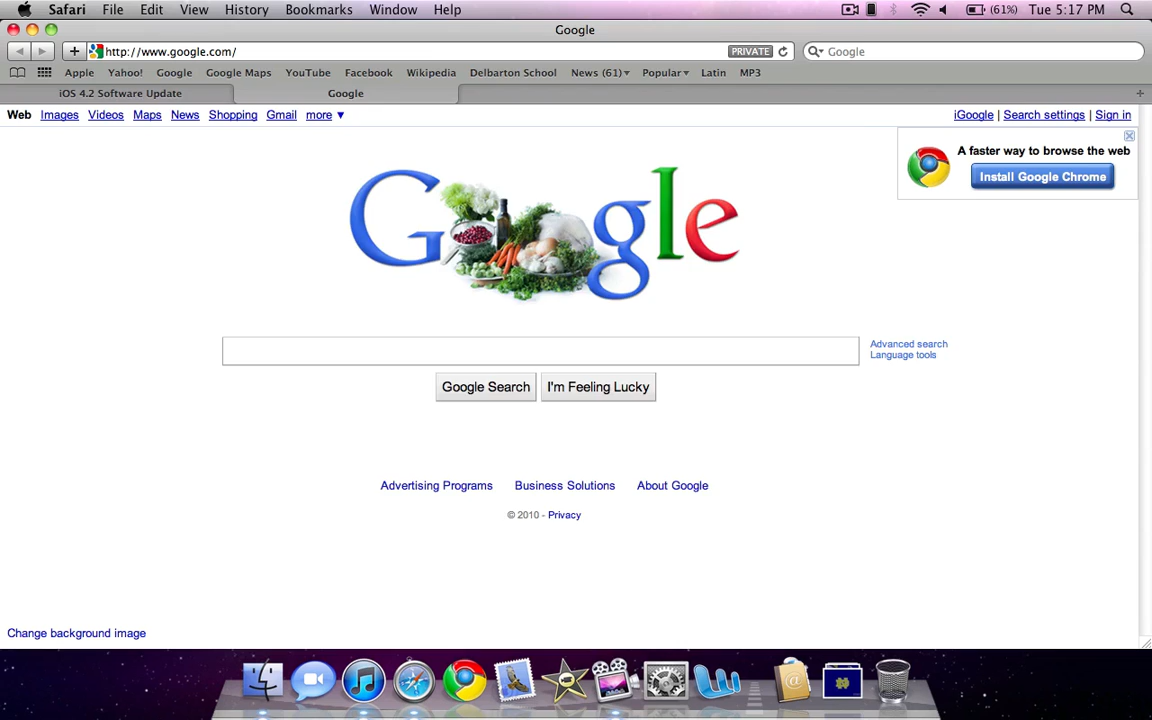 Safari File Edit View History Bookmarks Window Help (61%) Tue 5:17 PM
Google
http://www.google.com/ PRIVATE Google
Apple Yahoo! Google Google Maps YouTube Facebook Wikipedia Delbarton School News (61)▾ Popular▾ Latin MP3
iOS 4.2 Software Update Google
Web Images Videos Maps News Shopping Gmail more ▼ iGoogle | Search settings | Sign in
A faster way to browse the web
Install Google Chrome
Google
Advanced search
Language tools
Google Search I'm Feeling Lucky
Advertising Programs Business Solutions About Google
© 2010 - Privacy
Change background image